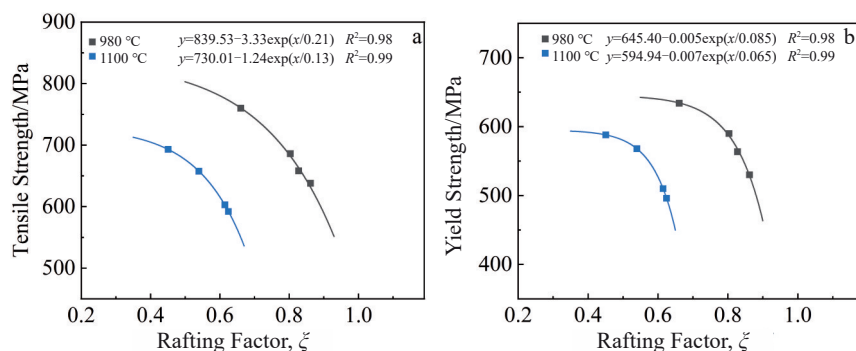 a
980 °C y=839.53−3.33exp(x/0.21) R²=0.98
1100 °C y=730.01−1.24exp(x/0.13) R²=0.99
900
800
700
600
500
Tensile Strength/MPa
0.2 0.4 0.6 0.8 1.0
Rafting Factor, ξ
b
980 °C y=645.40−0.005exp(x/0.085) R²=0.98
1100 °C y=594.94−0.007exp(x/0.065) R²=0.99
700
600
500
400
Yield Strength/MPa
0.2 0.4 0.6 0.8 1.0
Rafting Factor, ξ